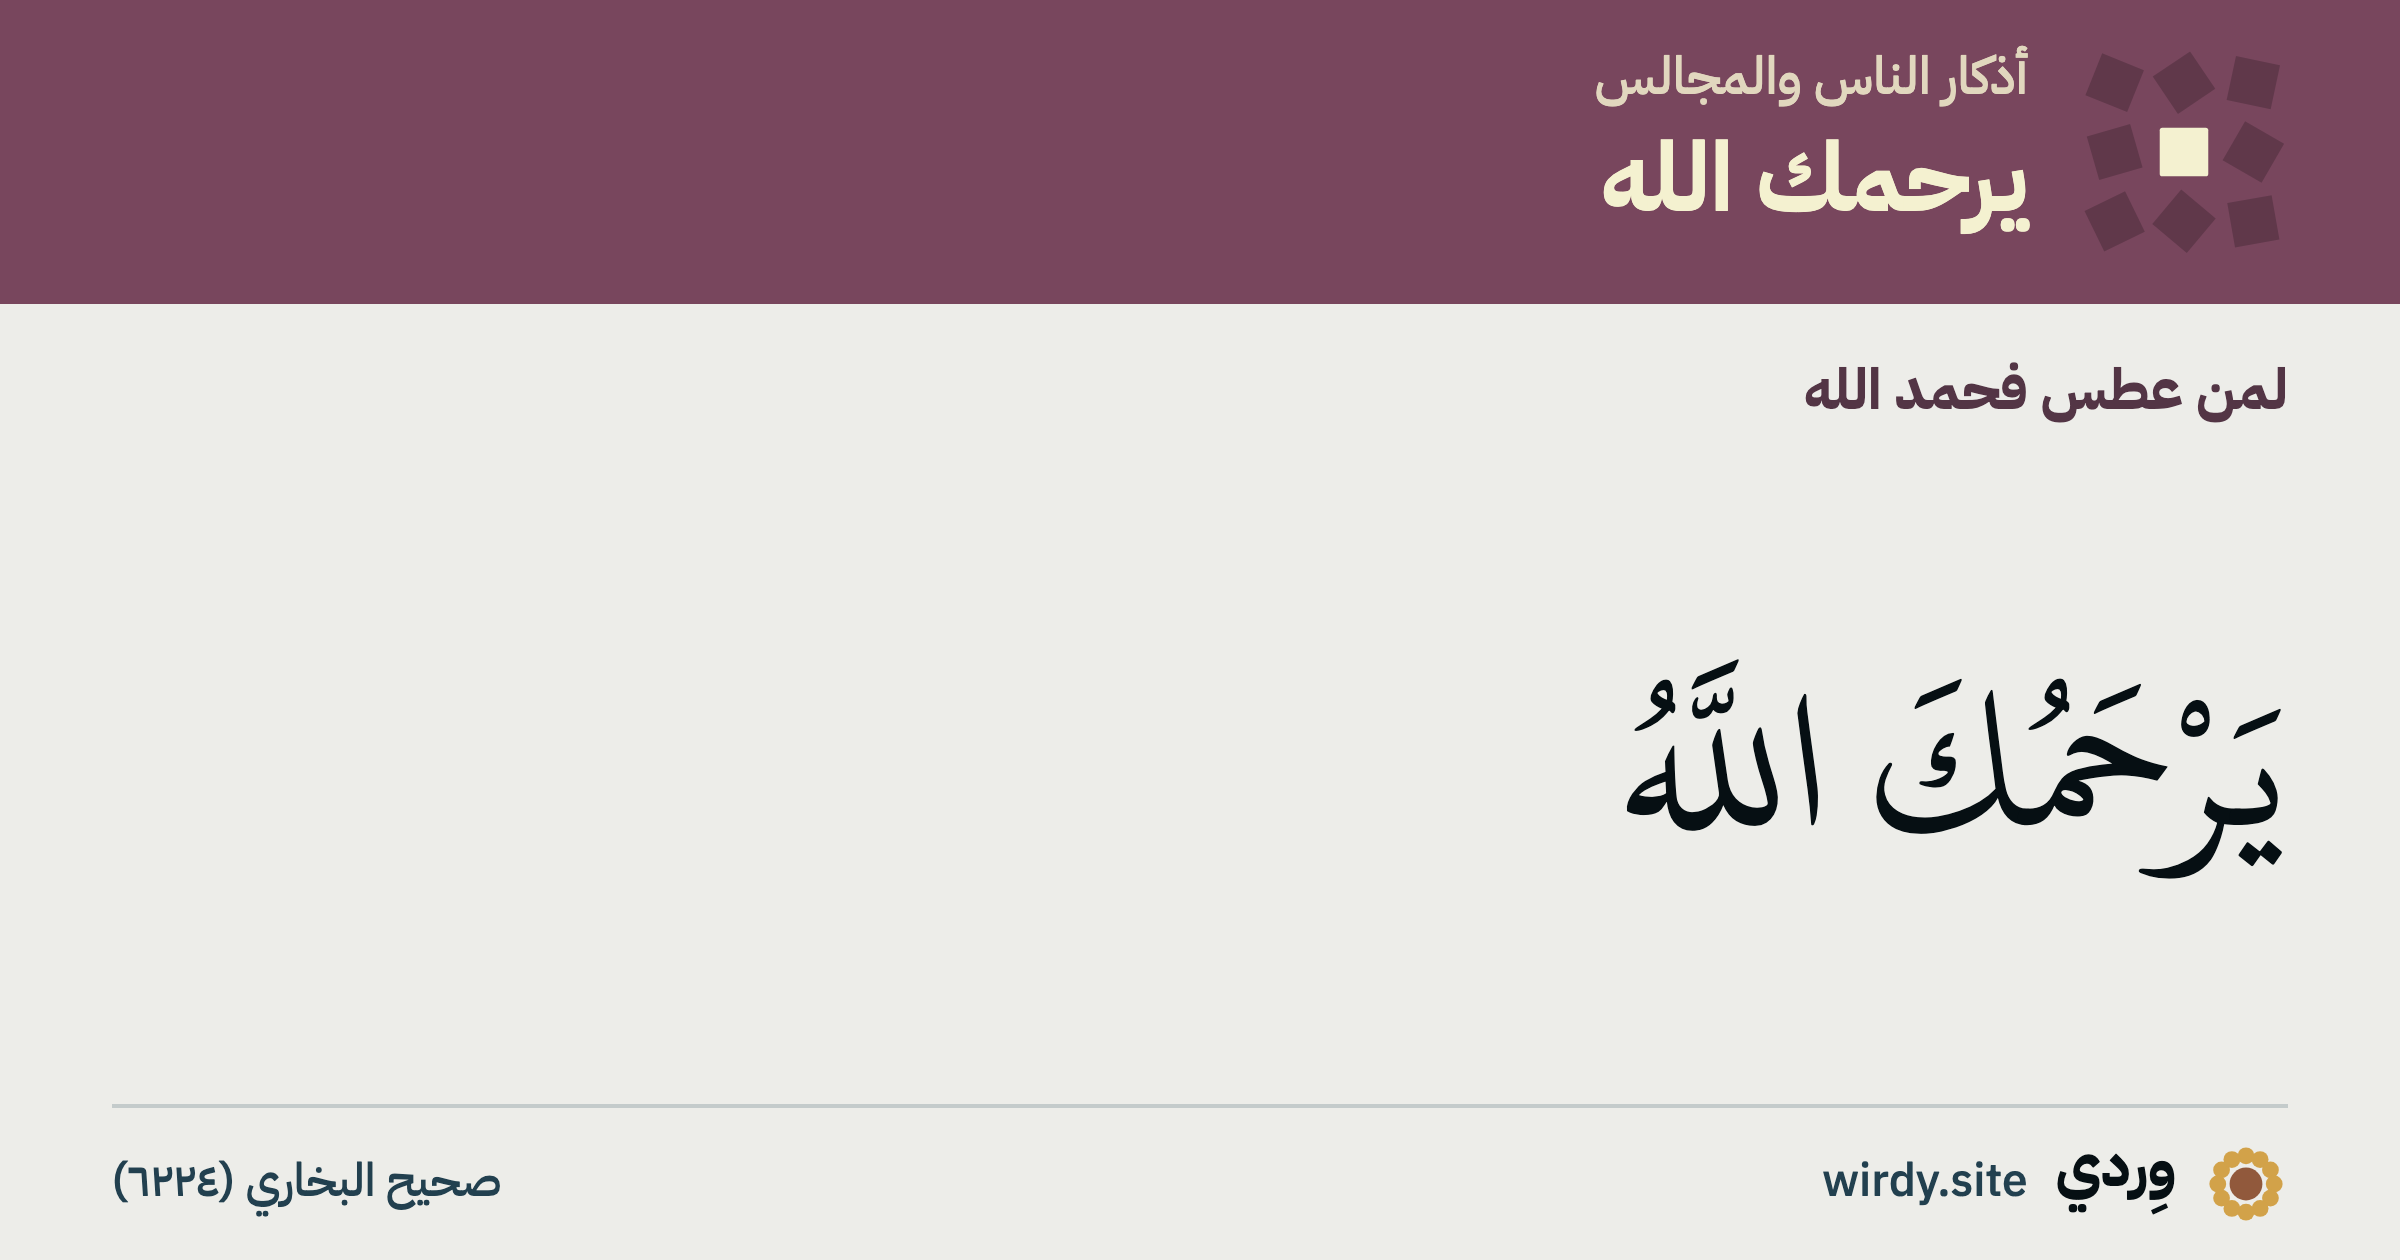 أذكار الناس والمجالس
يرحمك الله
لمن عطس فحمد الله
يَرْحَمُكَ اللَّهُ
وِردي wirdy.site
صحيح البخاري (٦٢٢٤)